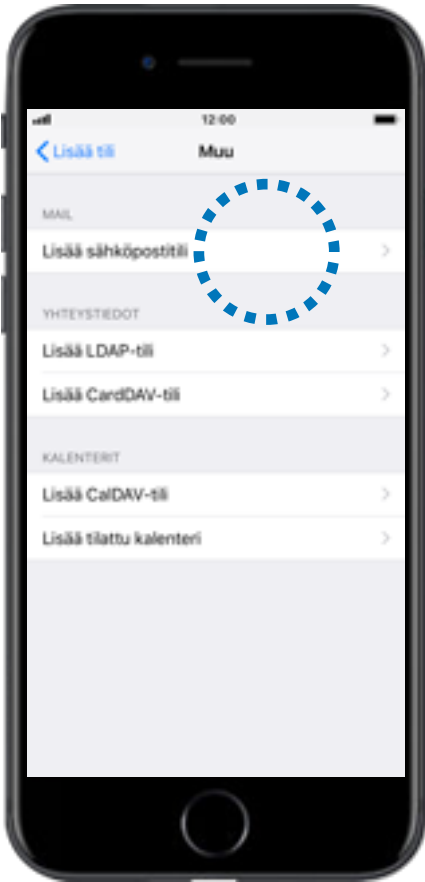 12:00
Lisää tili
Muu
MAIL
Lisää sähköpostitili
YHTEYSTIEDOT
Lisää LDAP-tili
Lisää CardDAV-tili
KALENTERIT
Lisää CalDAV-tili
Lisää tilattu kalenteri